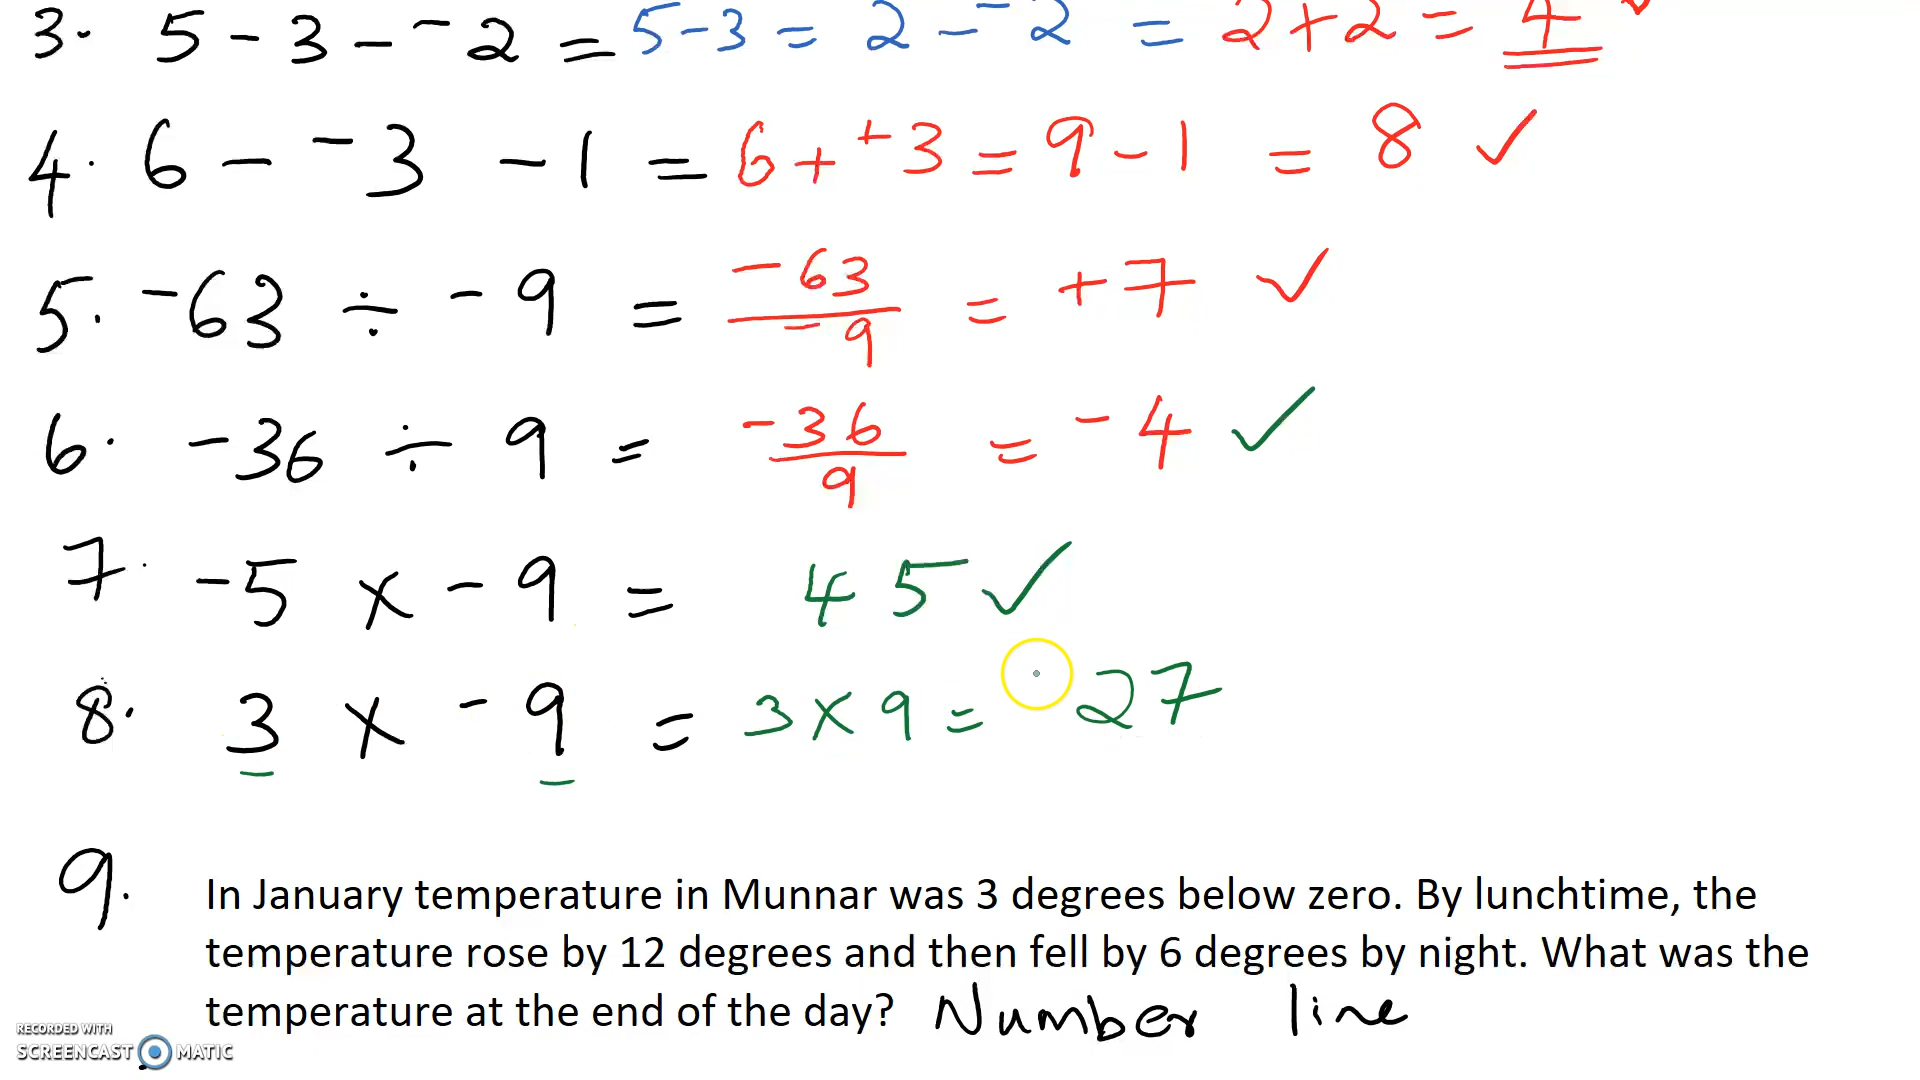 3. 5 - 3 - -2 = 5-3 = 2 - -2 = 2+2 = 4 ✓
4. 6 - -3 - 1 = 6 + +3 = 9 - 1 = 8 ✓
5. -63 ÷ -9 = -63/-9 = +7 ✓
6. -36 ÷ 9 = -36/9 = -4 ✓
7. -5 x -9 = 45 ✓
8. 3 x -9 = 3 x 9 = 27
9. In January temperature in Munnar was 3 degrees below zero. By lunchtime, the
temperature rose by 12 degrees and then fell by 6 degrees by night. What was the
temperature at the end of the day? Number line
RECORDED WITH
SCREENCAST MATIC